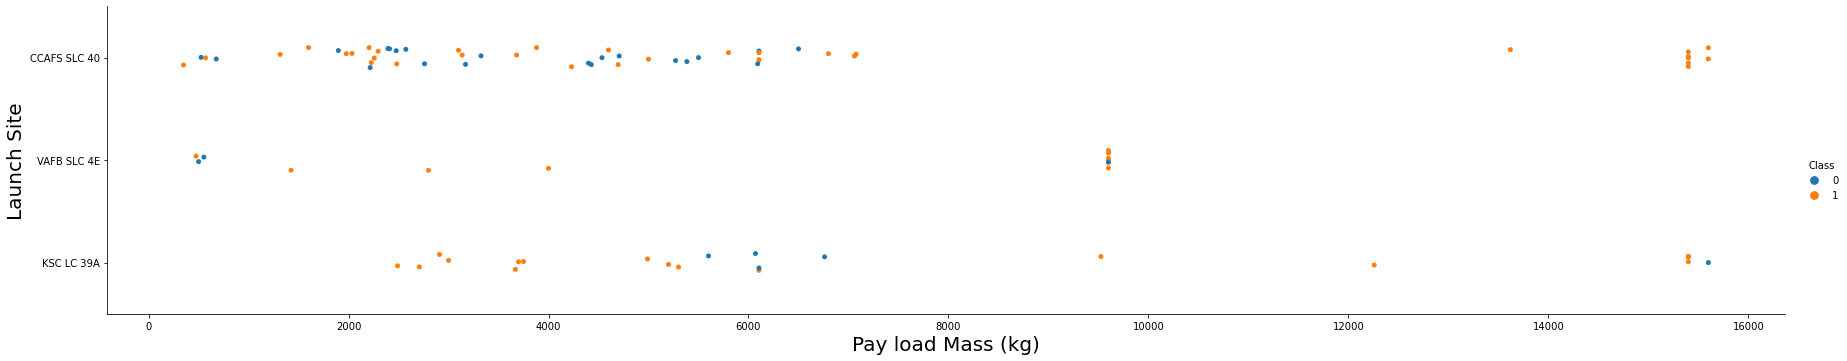 Launch Site
CCAFS SLC 40
VAFB SLC 4E
KSC LC 39A
0 2000 4000 6000 8000 10000 12000 14000 16000
Pay load Mass (kg)
Class
0
1